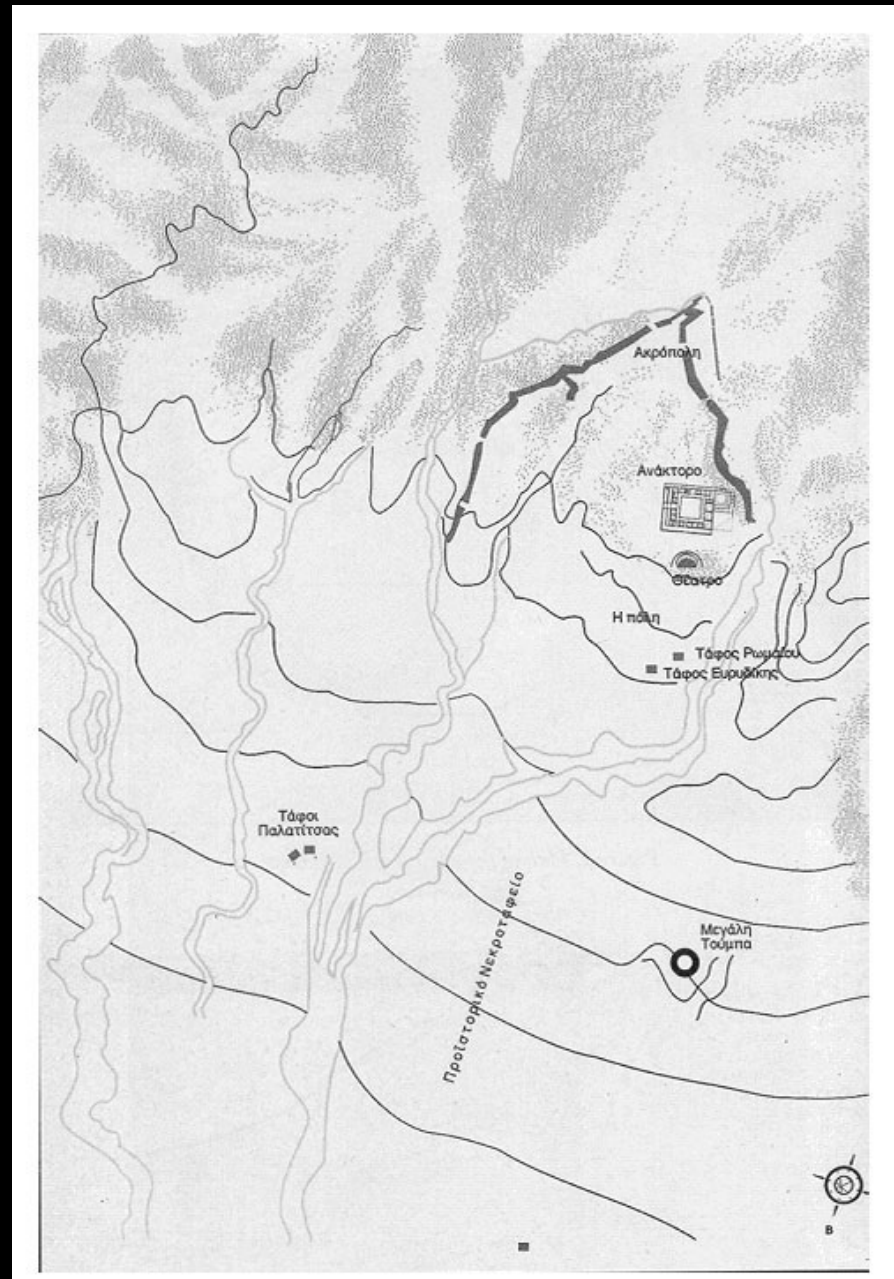 Ακρόπολη
Ανάκτορο
Θέατρο
Η πόλη
Τάφος Ρωμαίου
Τάφος Ευρυδίκης
Τάφοι
Παλατίτσας
Προϊστορικό Νεκροταφείο
Μεγάλη
Τούμπα
Β